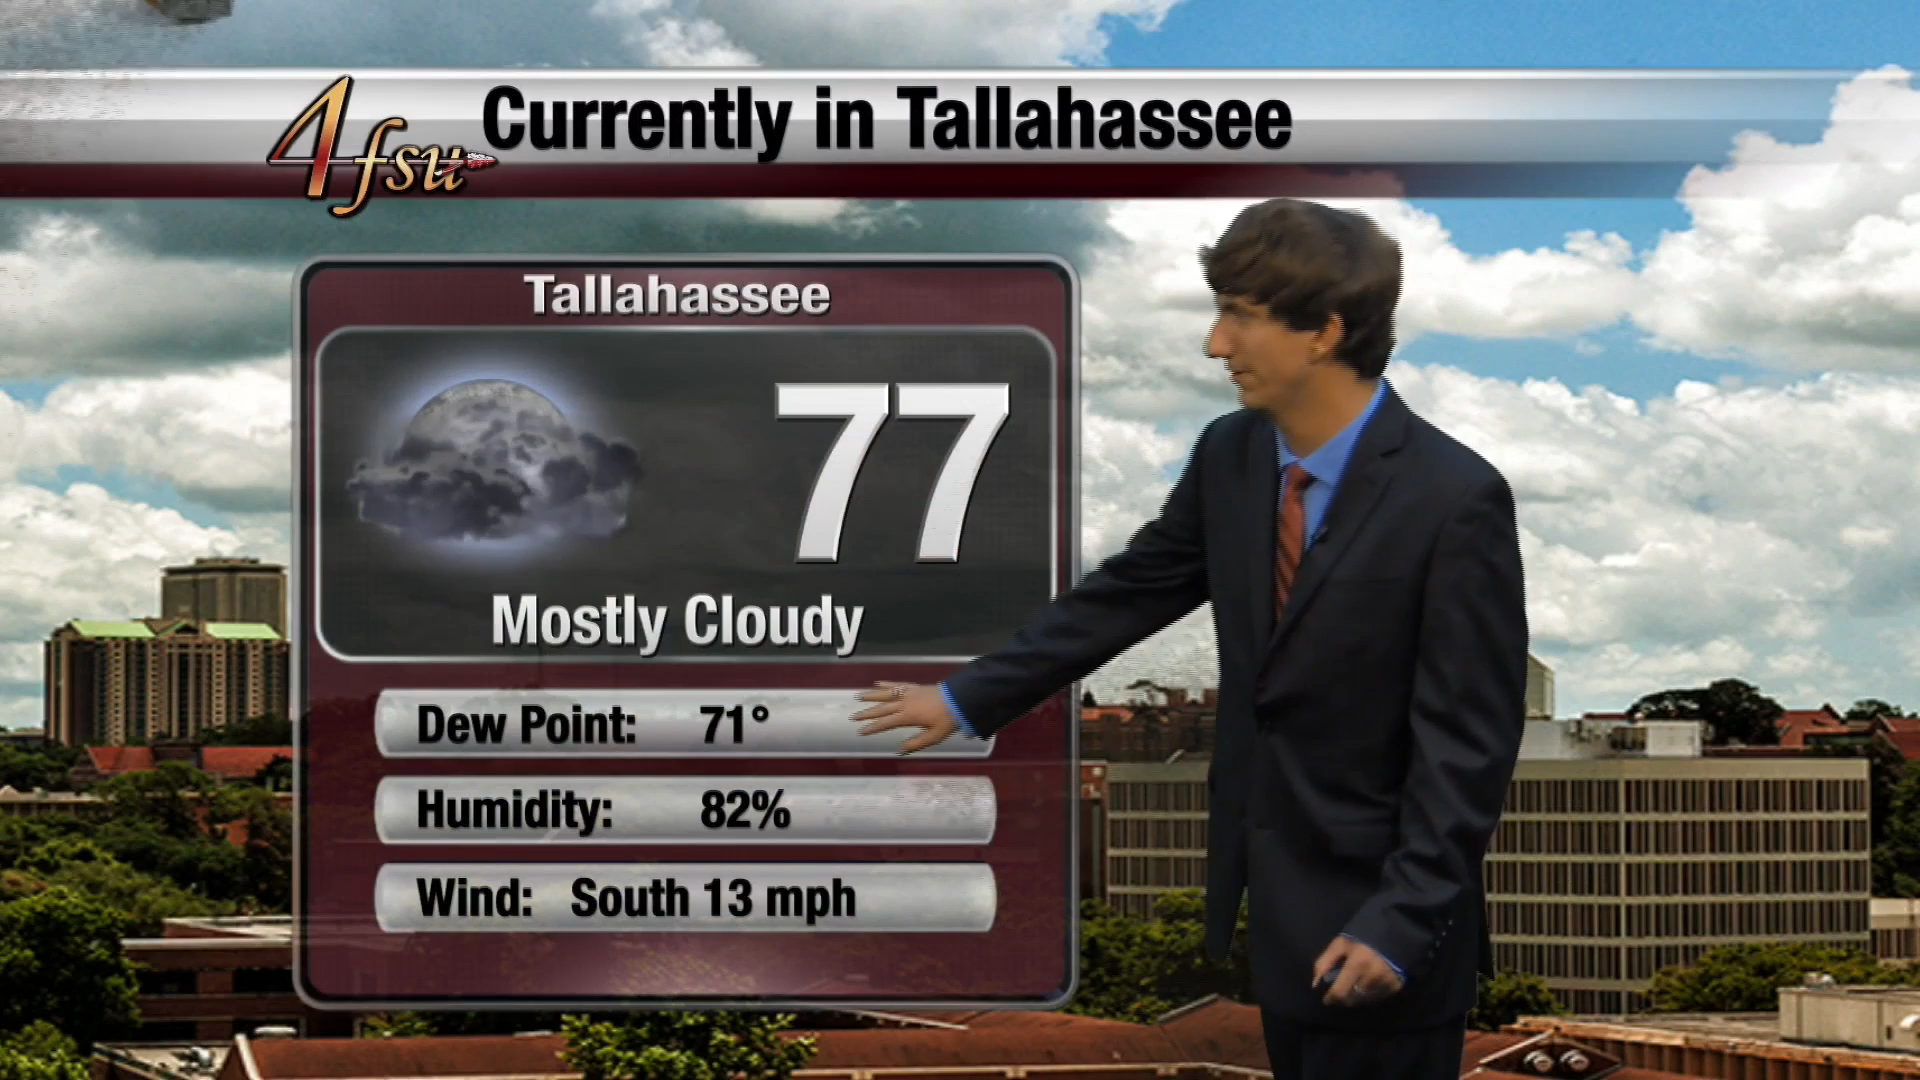 4fsu Currently in Tallahassee
Tallahassee
77
Mostly Cloudy
Dew Point: 71°
Humidity: 82%
Wind: South 13 mph